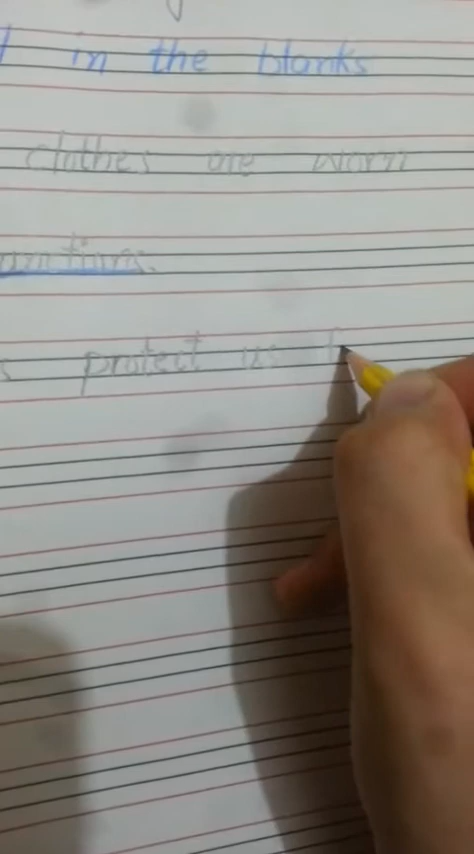 in the blanks
clothes are worn
protect us